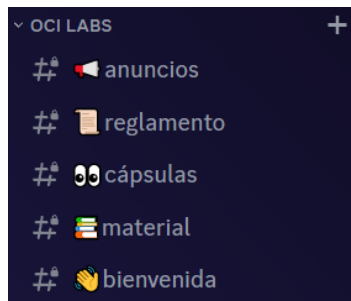 OCI LABS
📢anuncios
📜reglamento
👀cápsulas
📚material
👋bienvenida